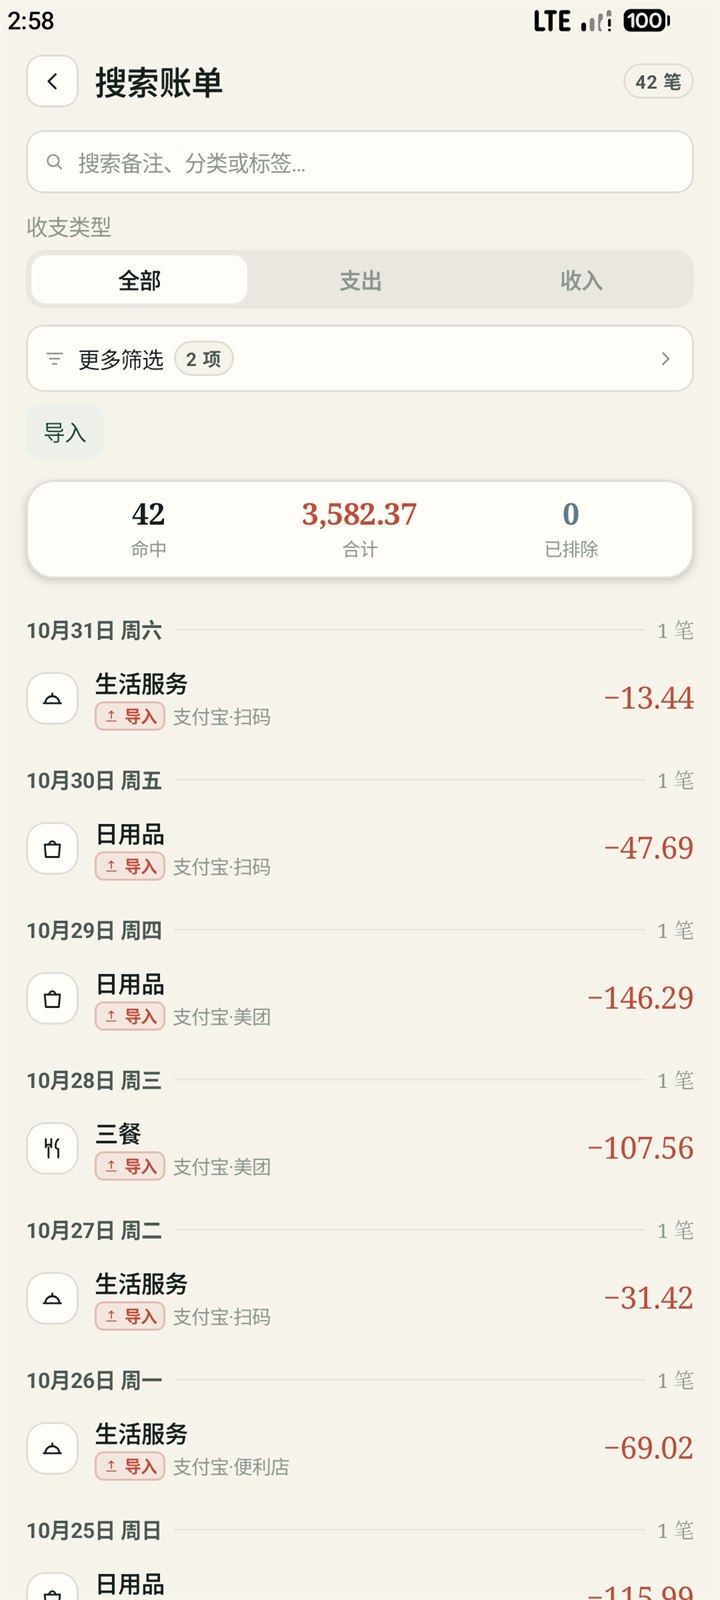 2:58
LTE 100
搜索账单
42 笔
搜索备注、分类或标签...
收支类型
全部 支出 收入
更多筛选 2 项
导入
42 3,582.37 0
命中 合计 已排除
10月31日 周六 1 笔
生活服务
导入 支付宝·扫码
−13.44
10月30日 周五 1 笔
日用品
导入 支付宝·扫码
−47.69
10月29日 周四 1 笔
日用品
导入 支付宝·美团
−146.29
10月28日 周三 1 笔
三餐
导入 支付宝·美团
−107.56
10月27日 周二 1 笔
生活服务
导入 支付宝·扫码
−31.42
10月26日 周一 1 笔
生活服务
导入 支付宝·便利店
−69.02
10月25日 周日 1 笔
日用品
−115.99